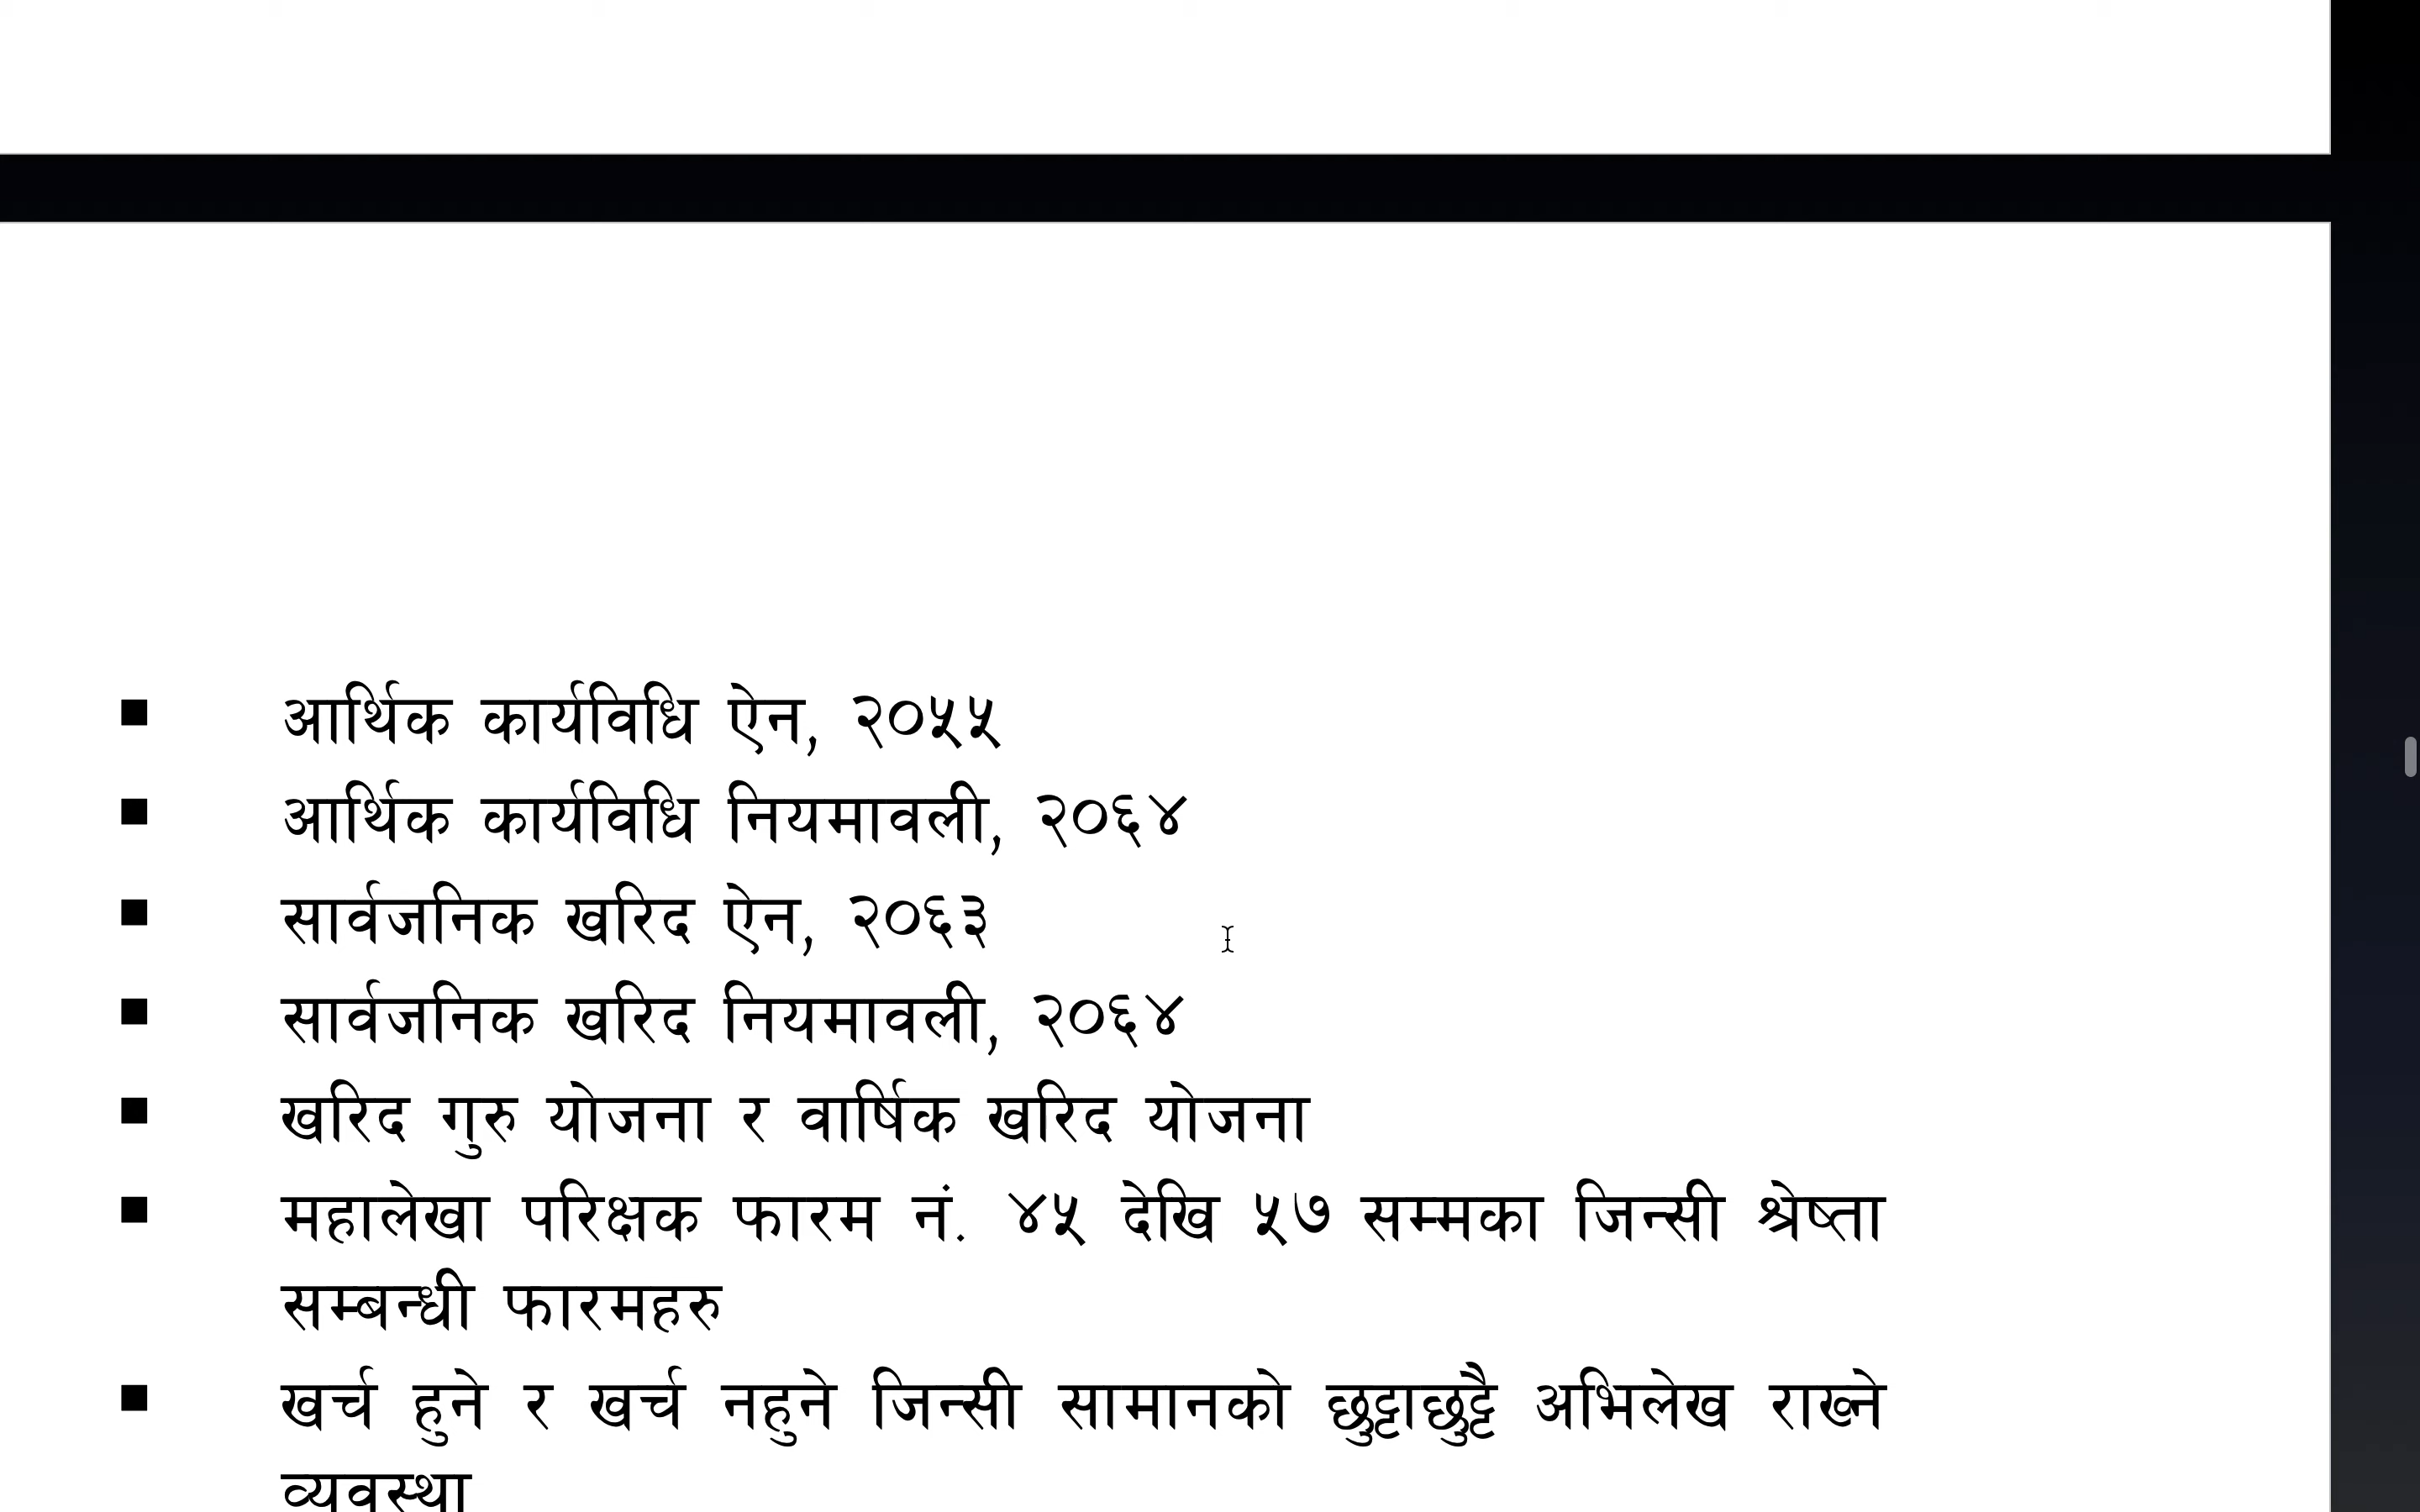 ■ आर्थिक कार्यविधि ऐन, २०५५
■ आर्थिक कार्यविधि नियमावली, २०६४
■ सार्वजनिक खरिद ऐन, २०६३
■ सार्वजनिक खरिद नियमावली, २०६४
■ खरिद गुरु योजना र वार्षिक खरिद योजना
■ महालेखा परिक्षक फारम नं. ४५ देखि ५७ सम्मका जिन्सी श्रेस्ता
सम्बन्धी फारमहरु
■ खर्च हुने र खर्च नहुने जिन्सी सामानको छुट्टाछुट्टै अभिलेख राख्ने
व्यवस्था